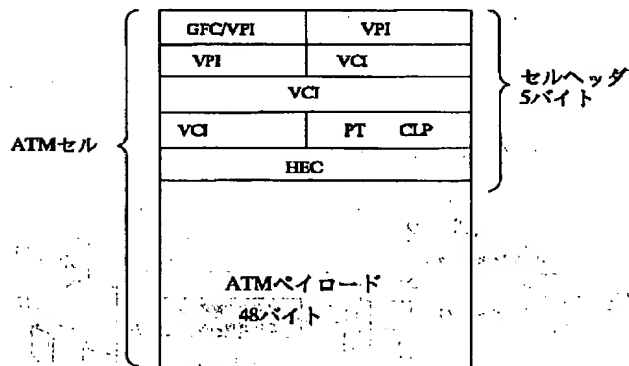 GFC/VPI VPI
VPI VCI
VCI
VCI PT CLP
HEC
セルヘッダ
5バイト
ATMセル
ATMペイロード
48バイト